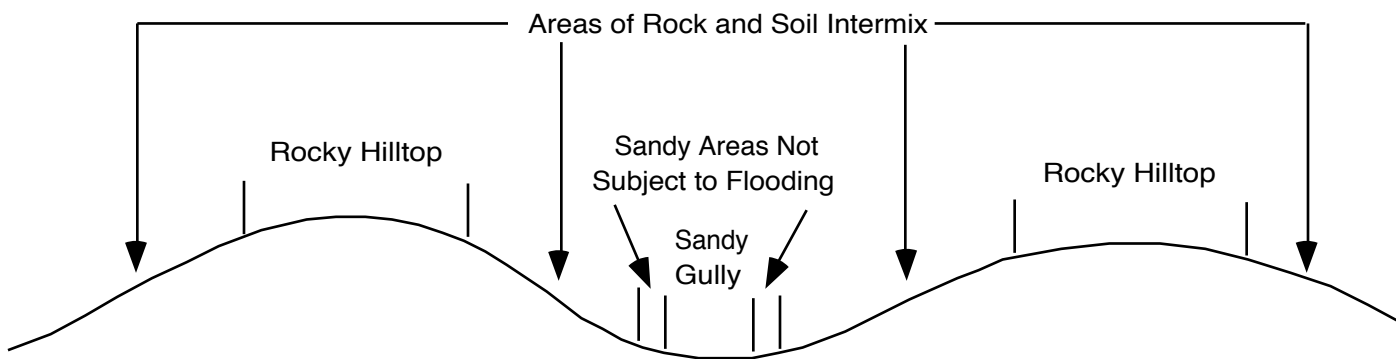 Areas of Rock and Soil Intermix
Rocky Hilltop
Sandy Areas Not
Subject to Flooding
Rocky Hilltop
Sandy
Gully